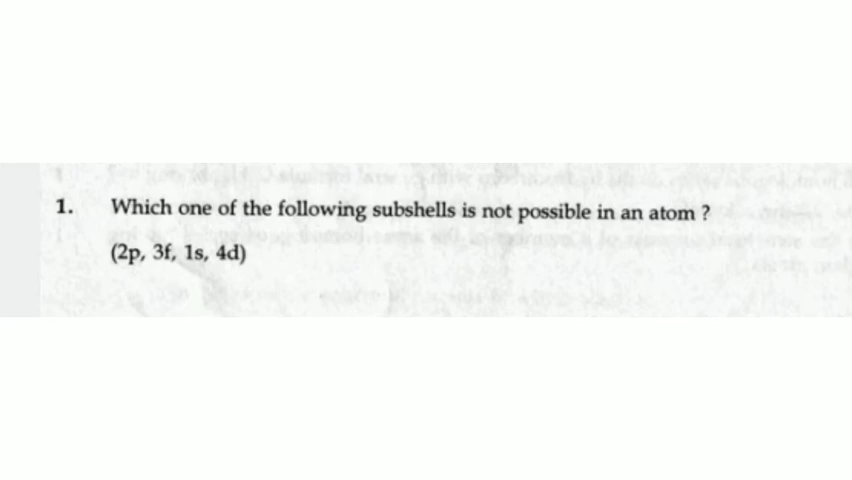 1. Which one of the following subshells is not possible in an atom ?
(2p, 3f, 1s, 4d)